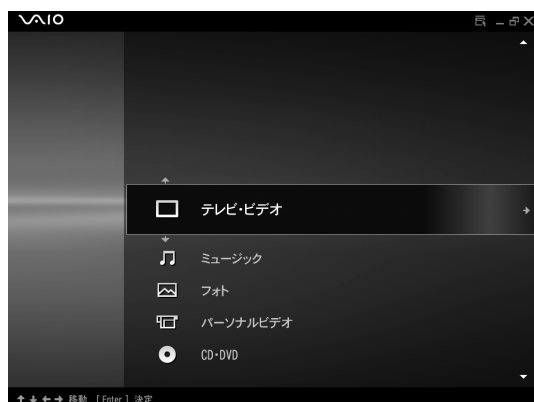 VAIO
テレビ・ビデオ
ミュージック
フォト
パーソナルビデオ
CD・DVD
↑↓←→ 移動 [Enter] 決定